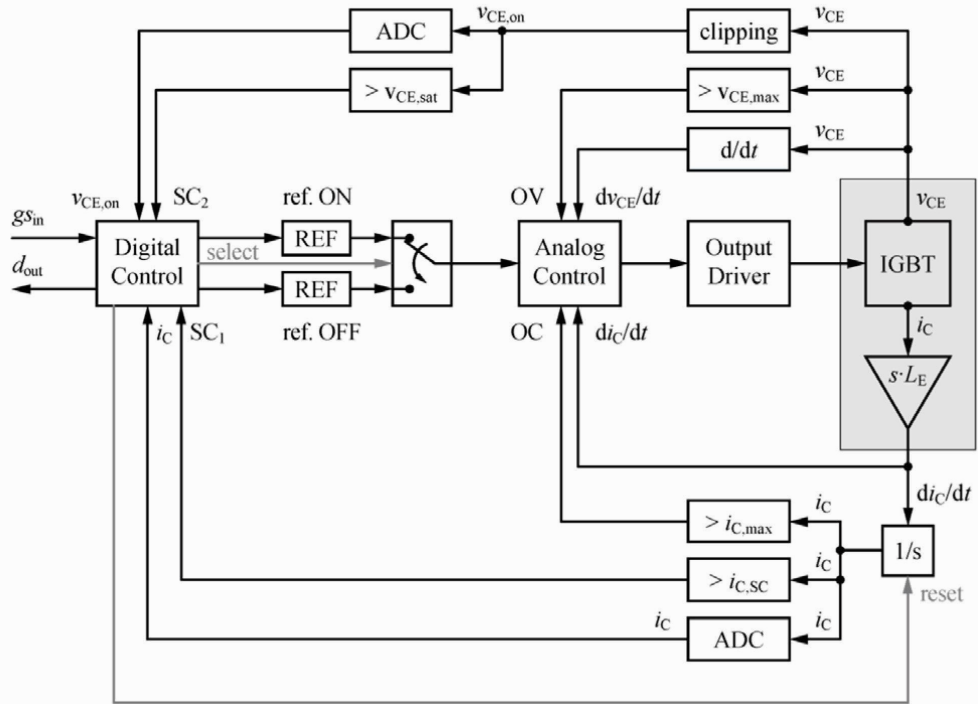 ADC
v_CE,on
clipping
v_CE
> v_CE,sat
> v_CE,max
v_CE
d/dt
v_CE
v_CE,on
SC₂
ref. ON
OV
dv_CE/dt
v_CE
gs_in
d_out
Digital
Control
REF
select
REF
Analog
Control
Output
Driver
IGBT
i_C
SC₁
ref. OFF
OC
di_C/dt
i_C
s·L_E
di_C/dt
> i_C,max
i_C
1/s
> i_C,SC
i_C
reset
i_C
ADC
i_C